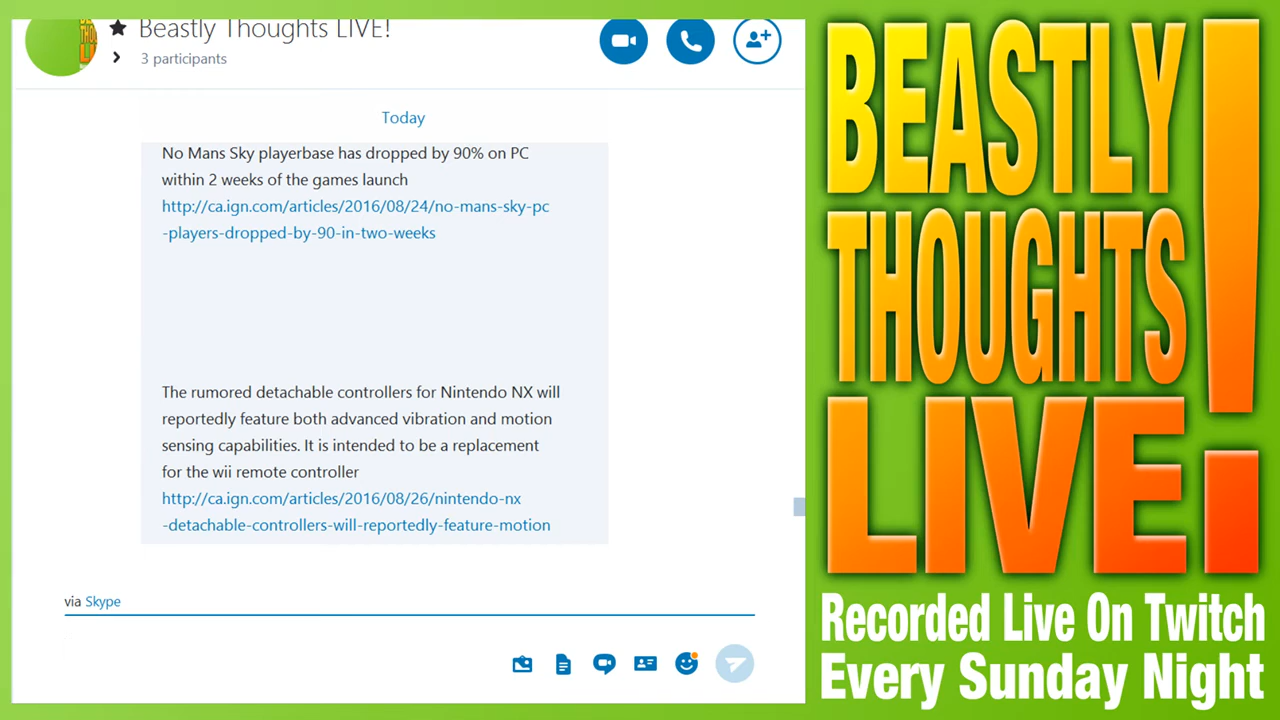 Beastly Thoughts LIVE!
3 participants
Today
No Mans Sky playerbase has dropped by 90% on PC
within 2 weeks of the games launch
http://ca.ign.com/articles/2016/08/24/no-mans-sky-pc
-players-dropped-by-90-in-two-weeks
The rumored detachable controllers for Nintendo NX will
reportedly feature both advanced vibration and motion
sensing capabilities. It is intended to be a replacement
for the wii remote controller
http://ca.ign.com/articles/2016/08/26/nintendo-nx
-detachable-controllers-will-reportedly-feature-motion
via Skype
BEASTLY
THOUGHTS
LIVE!
Recorded Live On Twitch
Every Sunday Night